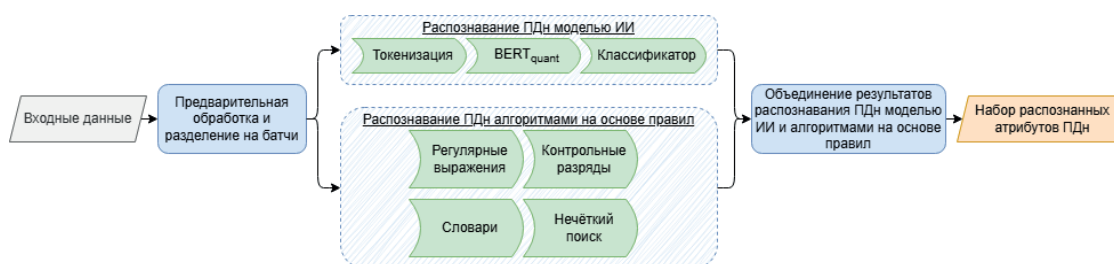 Входные данные
Предварительная
обработка и
разделение на батчи
Распознавание ПДн моделью ИИ
Токенизация
BERTquant
Классификатор
Распознавание ПДн алгоритмами на основе правил
Регулярные
выражения
Контрольные
разряды
Словари
Нечёткий
поиск
Объединение результатов
распознавания ПДн моделью
ИИ и алгоритмами на основе
правил
Набор распознанных
атрибутов ПДн